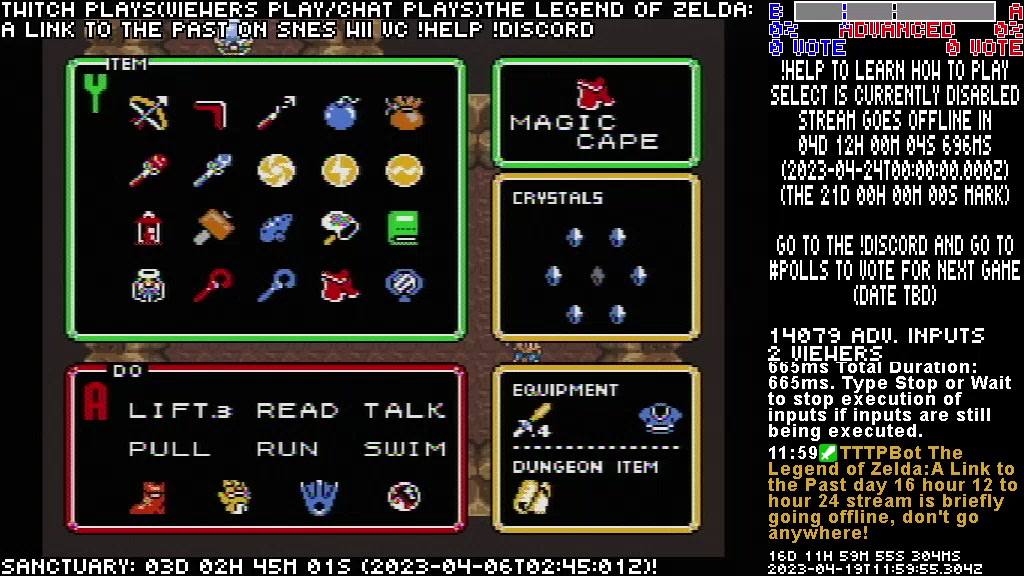 TWITCH PLAYS(VIEWERS PLAY/CHAT PLAYS)THE LEGEND OF ZELDA:
A LINK TO THE PAST ON SNES WII VC !HELP !DISCORD
B A
0% ADVANCED 0%
0 VOTE 0 VOTE
!HELP TO LEARN HOW TO PLAY
SELECT IS CURRENTLY DISABLED
STREAM GOES OFFLINE IN
04D 12H 00M 04S 696MS
(2023-04-24T00:00:00.000Z)
(THE 21D 00H 00M 00S MARK)
GO TO THE !DISCORD AND GO TO
#POLLS TO VOTE FOR NEXT GAME
(DATE TBD)
14079 ADV. INPUTS
2 VIEWERS
665ms Total Duration:
665ms. Type Stop or Wait
to stop execution of
inputs if inputs are still
being executed.
11:59 TTTPBot The
Legend of Zelda:A Link to
the Past day 16 hour 12 to
hour 24 stream is briefly
going offline, don't go
anywhere!
16D 11H 59M 55S 304MS
2023-04-19T11:59:55.304Z
ITEM
Y
MAGIC
CAPE
CRYSTALS
DO
A
LIFT.3 READ TALK
PULL RUN SWIM
EQUIPMENT
4
DUNGEON ITEM
SANCTUARY: 03D 02H 45M 01S (2023-04-06T02:45:01Z)!